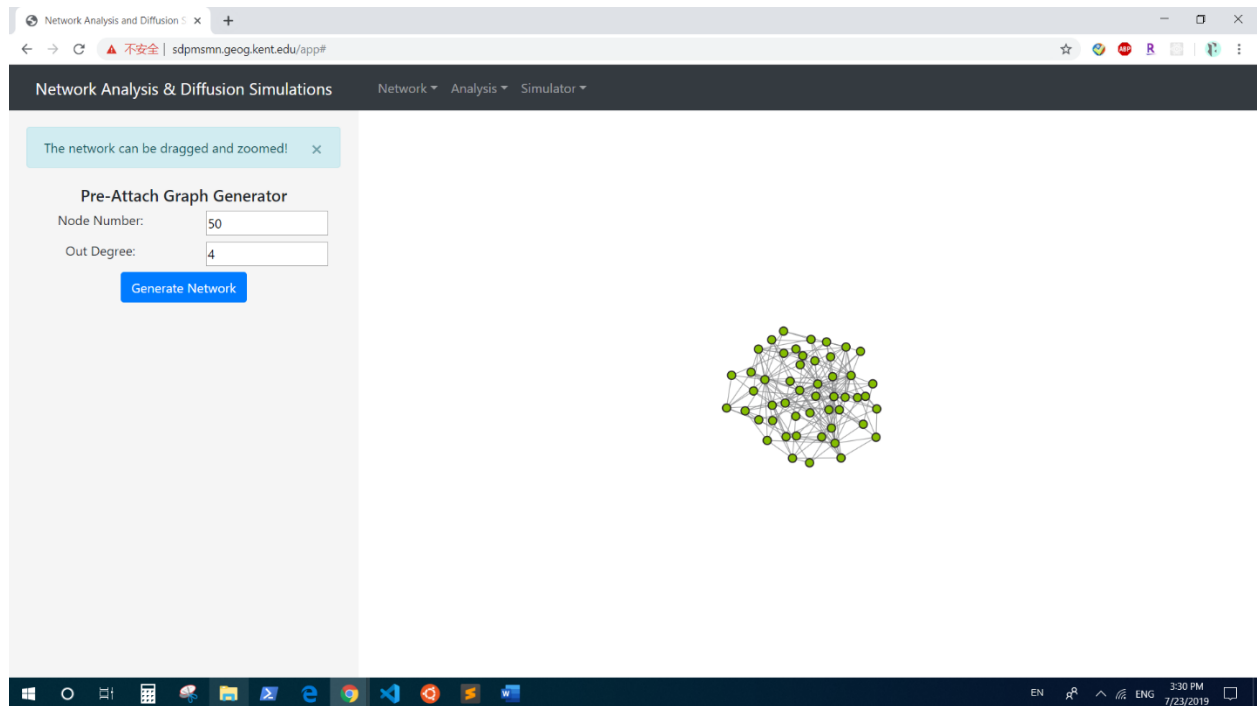 Network Analysis and Diffusion S
不安全 | sdpmsmn.geog.kent.edu/app#
ABP
R
Network Analysis & Diffusion Simulations Network Analysis Simulator
The network can be dragged and zoomed! ×
Pre-Attach Graph Generator
Node Number: 50
Out Degree: 4
Generate Network
EN ENG 3:30 PM
7/23/2019